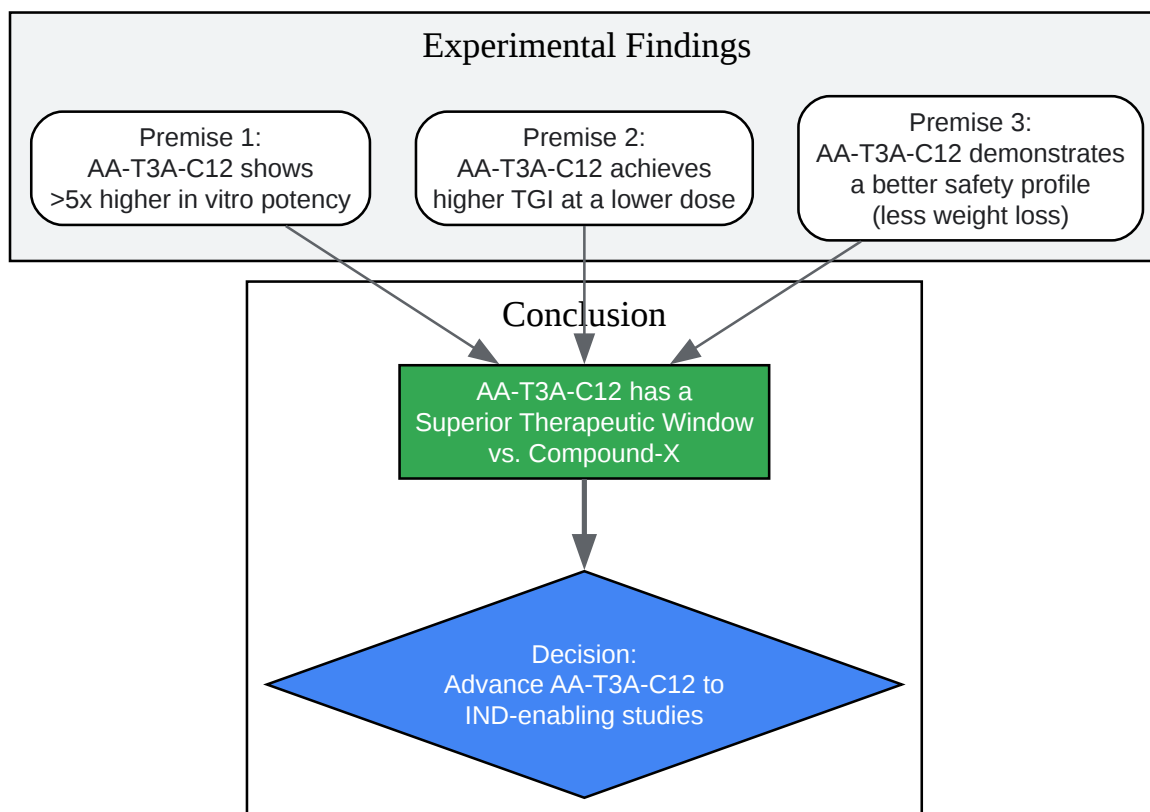 Experimental Findings
Premise 1:
AA-T3A-C12 shows
>5x higher in vitro potency
Premise 2:
AA-T3A-C12 achieves
higher TGI at a lower dose
Premise 3:
AA-T3A-C12 demonstrates
a better safety profile
(less weight loss)
Conclusion
AA-T3A-C12 has a
Superior Therapeutic Window
vs. Compound-X
Decision:
Advance AA-T3A-C12 to
IND-enabling studies